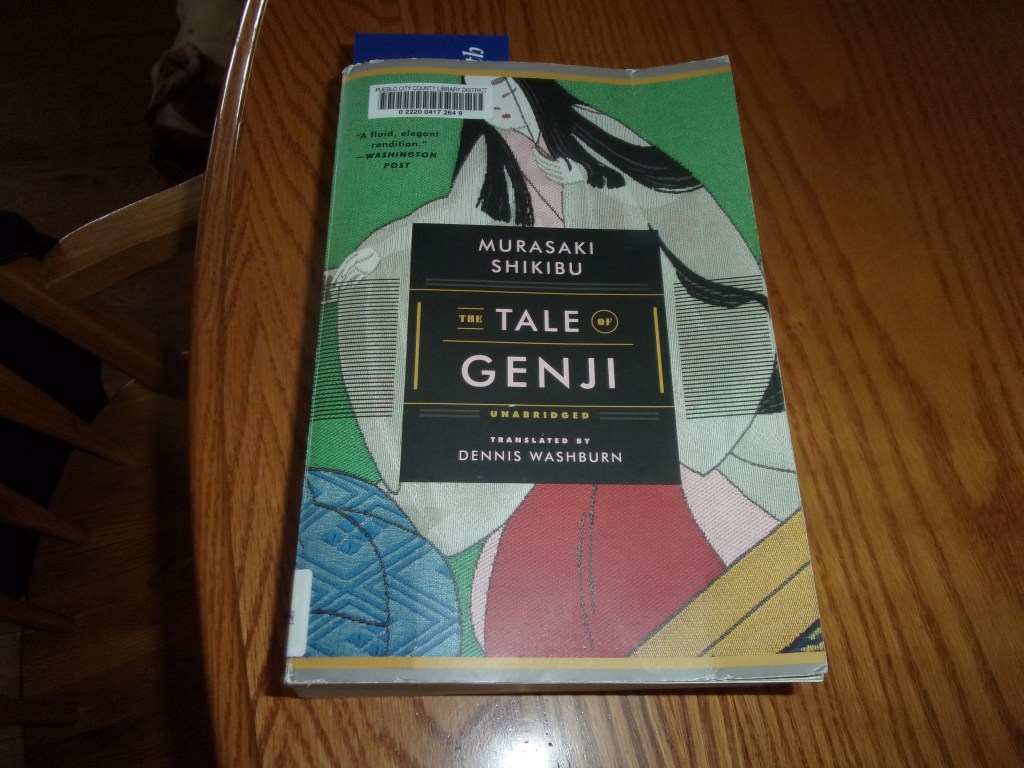 th
PUEBLO CITY COUNTY LIBRARY DISTRICT
0 2220 0417 264 9
"A fluid, elegant
rendition."
—WASHINGTON
POST
MURASAKI
SHIKIBU
THE TALE OF
GENJI
UNABRIDGED
TRANSLATED BY
DENNIS WASHBURN